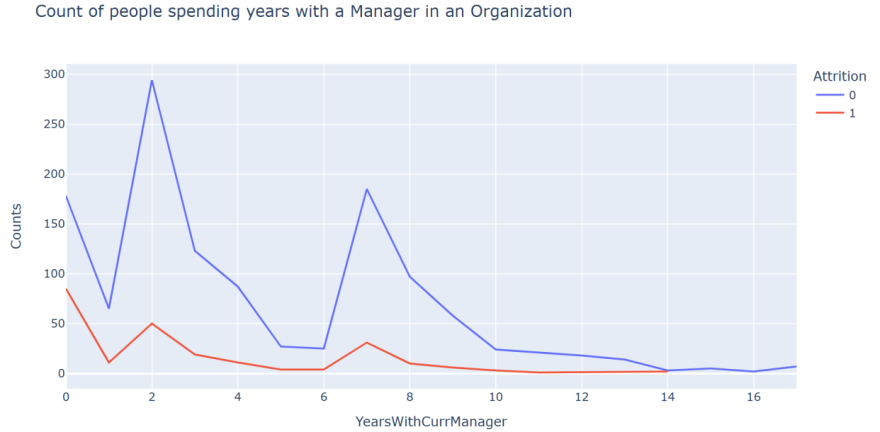 Count of people spending years with a Manager in an Organization
Attrition
0
1
300
250
200
150
100
50
0
Counts
0 2 4 6 8 10 12 14 16
YearsWithCurrManager